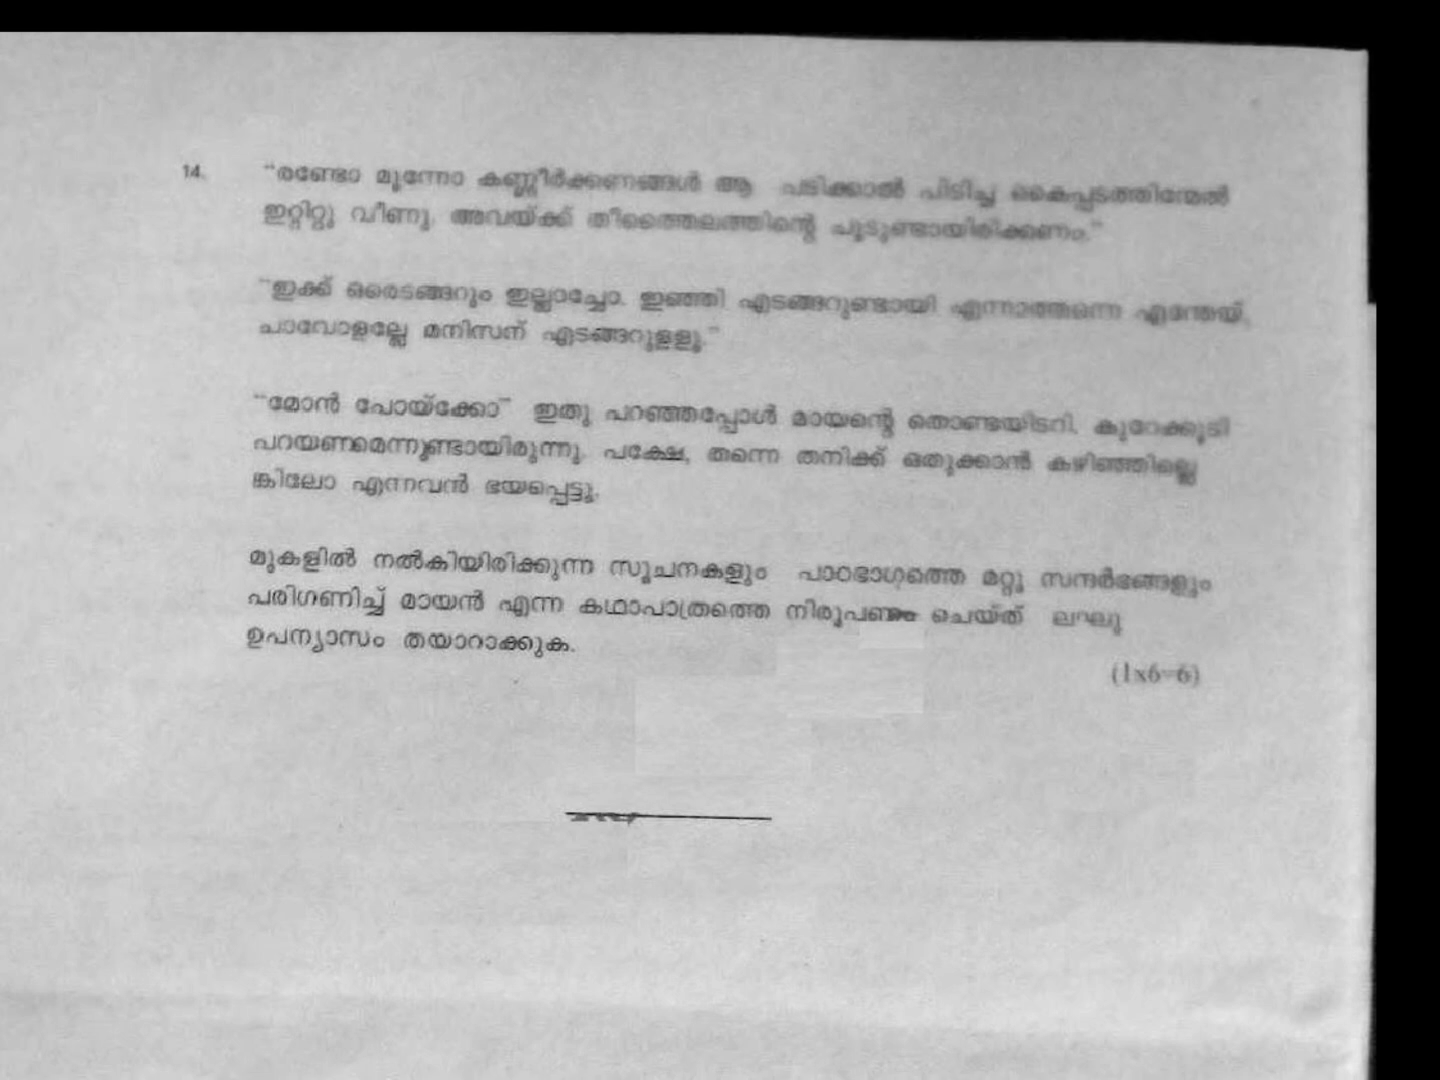 14. “രണ്ടോ മൂന്നോ കണ്ണീർക്കണങ്ങൾ ആ പടിക്കാൽ പിടിച്ച കൈപ്പടത്തിന്മേൽ
ഇറ്റിറ്റു വീണു. അവയ്ക്ക് തീത്തൈലത്തിന്റെ ചൂടുണ്ടായിരിക്കണം.”
“ഇക്ക് ഒരെടങ്ങറും ഇല്ലാച്ചോ. ഇഞ്ഞി എടങ്ങറുണ്ടായി എന്നാത്തന്നെ എന്തേയ്,
ചാവോളല്ലേ മനിസന് എടങ്ങറുള്ളൂ.”
“മോൻ പോയ്ക്കോ” ഇതു പറഞ്ഞപ്പോൾ മായന്റെ തൊണ്ടയിടറി. കുറേക്കൂടി
പറയണമെന്നുണ്ടായിരുന്നു. പക്ഷേ, തന്നെ തനിക്ക് ഒതുക്കാൻ കഴിഞ്ഞില്ലെ
ങ്കിലോ എന്നവൻ ഭയപ്പെട്ടു.
മുകളിൽ നൽകിയിരിക്കുന്ന സൂചനകളും പാഠഭാഗത്തെ മറ്റു സന്ദർഭങ്ങളും
പരിഗണിച്ച് മായൻ എന്ന കഥാപാത്രത്തെ നിരൂപണം ചെയ്ത് ലഘു
ഉപന്യാസം തയാറാക്കുക.
(1x6=6)